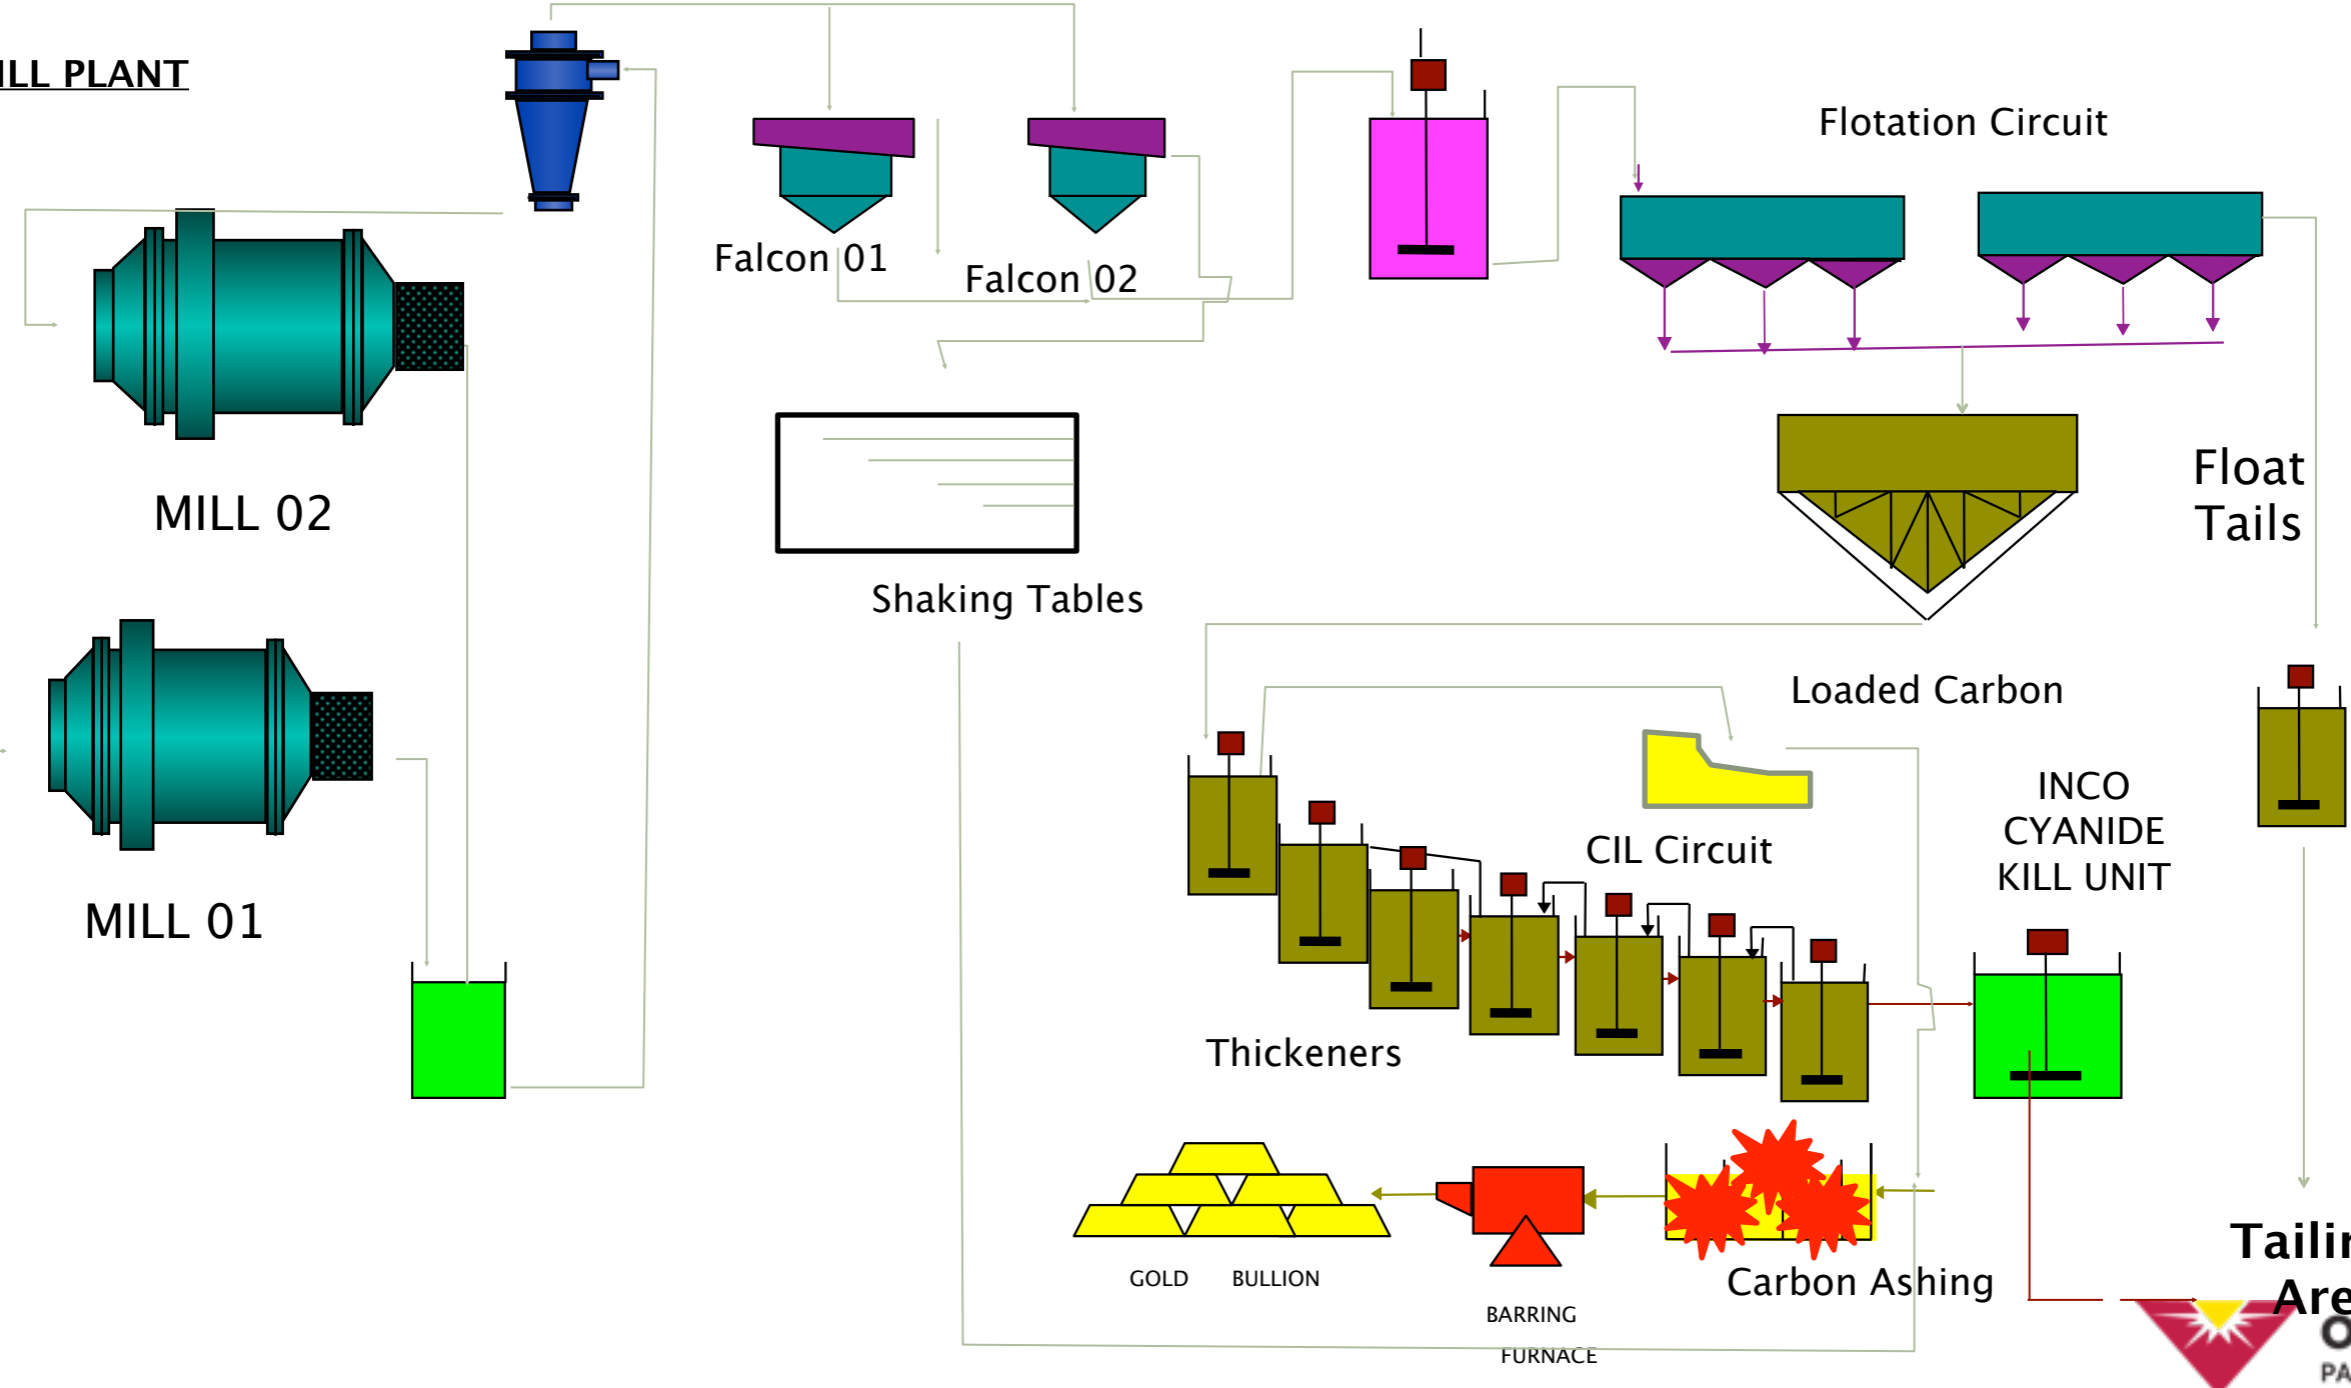 ILL PLANT
Flotation Circuit
Falcon 01
Falcon 02
MILL 02
Float
Tails
Shaking Tables
Loaded Carbon
INCO
CYANIDE
KILL UNIT
CIL Circuit
MILL 01
Thickeners
GOLD BULLION
Carbon Ashing
BARRING
FURNACE
Tailin
Are
O
PA